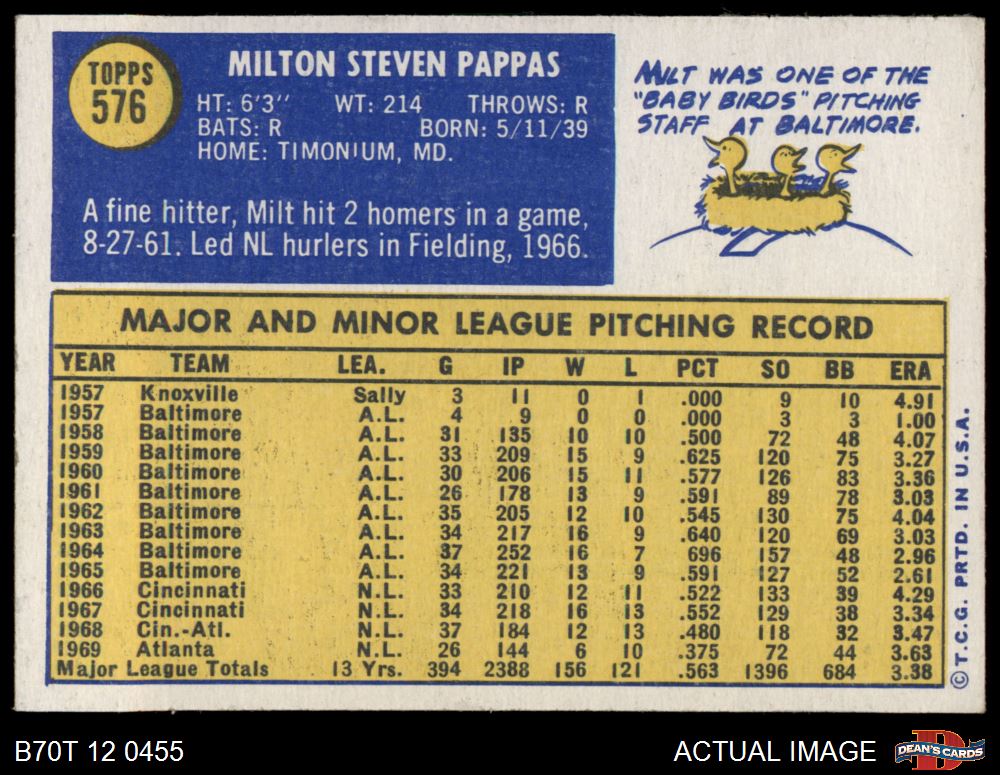 TOPPS
576
MILTON STEVEN PAPPAS
HT: 6'3" WT: 214 THROWS: R
BATS: R BORN: 5/11/39
HOME: TIMONIUM, MD.
A fine hitter, Milt hit 2 homers in a game,
8-27-61. Led NL hurlers in Fielding, 1966.
MILT WAS ONE OF THE
"BABY BIRDS" PITCHING
STAFF AT BALTIMORE.
MAJOR AND MINOR LEAGUE PITCHING RECORD
YEAR TEAM LEA. G IP W L PCT SO BB ERA
1957 Knoxville Sally 3 11 0 1 .000 9 10 4.91
1957 Baltimore A.L. 4 9 0 0 .000 3 3 1.00
1958 Baltimore A.L. 31 135 10 10 .500 72 48 4.07
1959 Baltimore A.L. 33 209 15 9 .625 120 75 3.27
1960 Baltimore A.L. 30 206 15 11 .577 126 83 3.36
1961 Baltimore A.L. 26 178 13 9 .591 89 78 3.03
1962 Baltimore A.L. 35 205 12 10 .545 130 75 4.04
1963 Baltimore A.L. 34 217 16 9 .640 120 69 3.03
1964 Baltimore A.L. 37 252 16 7 696 157 48 2.96
1965 Baltimore A.L. 34 221 13 9 .591 127 52 2.61
1966 Cincinnati N.L. 33 210 12 11 .522 133 39 4.29
1967 Cincinnati N.L. 34 218 16 13 .552 129 38 3.34
1968 Cin.-Atl. N.L. 37 184 12 13 .480 118 32 3.47
1969 Atlanta N.L. 26 144 6 10 .375 72 44 3.63
Major League Totals 13 Yrs. 394 2388 156 121 .563 1396 684 3.38
©T.C.G. PRTD. IN U.S.A.
B70T 12 0455
ACTUAL IMAGE
D
DEAN'S CARDS